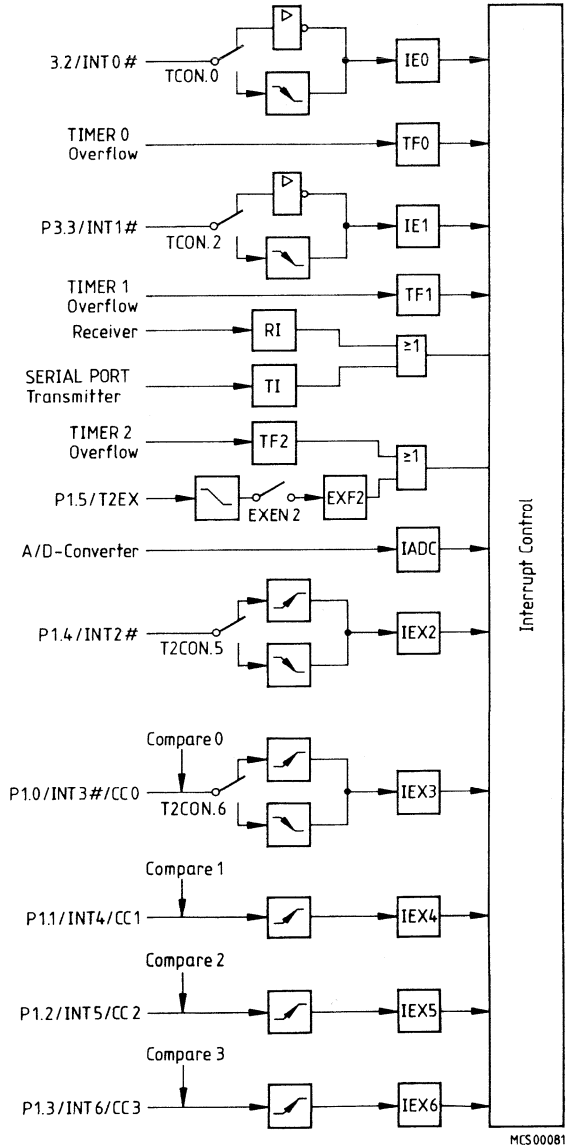 3.2/INT0#
TCON.0
IE0
TIMER 0
Overflow
TF0
P3.3/INT1#
TCON.2
IE1
TIMER 1
Overflow
TF1
Receiver
RI
≥1
SERIAL PORT
Transmitter
TI
TIMER 2
Overflow
TF2
≥1
P1.5/T2EX
EXEN2
EXF2
A/D-Converter
IADC
Interrupt Control
P1.4/INT2#
T2CON.5
IEX2
Compare 0
P1.0/INT3#/CC0
T2CON.6
IEX3
Compare 1
P1.1/INT4/CC1
IEX4
Compare 2
P1.2/INT5/CC2
IEX5
Compare 3
P1.3/INT6/CC3
IEX6
MCS00081